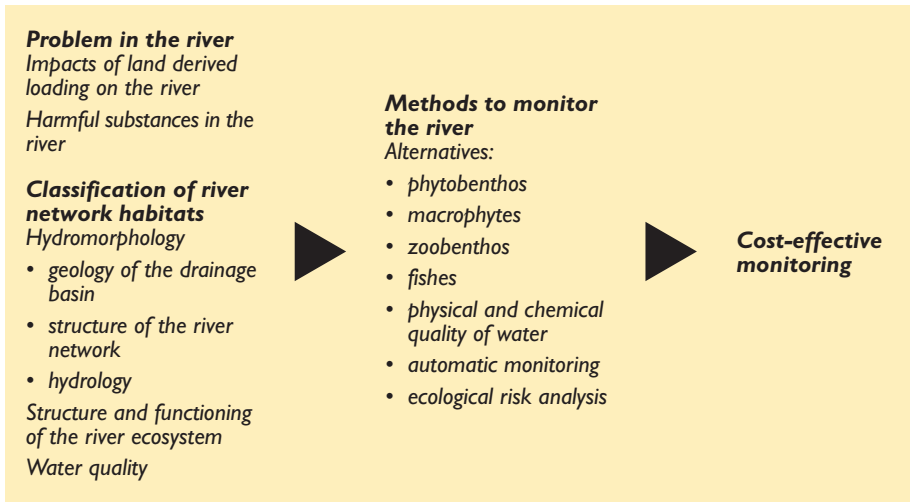 Problem in the river
Impacts of land derived
loading on the river
Harmful substances in the
river
Classification of river
network habitats
Hydromorphology
• geology of the drainage
basin
• structure of the river
network
• hydrology
Structure and functioning
of the river ecosystem
Water quality
Methods to monitor
the river
Alternatives:
• phytobenthos
• macrophytes
• zoobenthos
• fishes
• physical and chemical
quality of water
• automatic monitoring
• ecological risk analysis
Cost-effective
monitoring